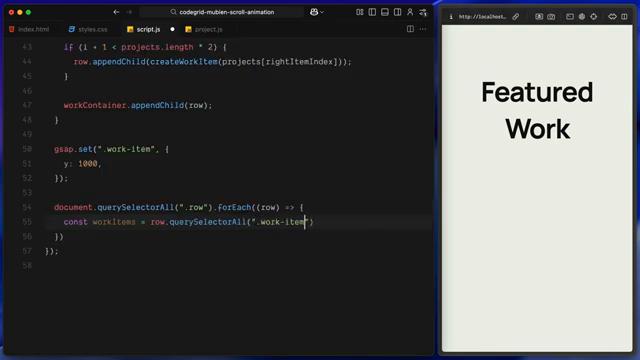 codegrid-mubien-scroll-animation
index.html
styles.css
script.js
project.js
http://localhost...
43 if (i + 1 < projects.length * 2) {
44 row.appendChild(createWorkItem(projects[rightItemIndex]));
45 }
46
47 workContainer.appendChild(row);
48 }
49
50 gsap.set(".work-item", {
51 y: 1000,
52 });
53
54 document.querySelectorAll(".row").forEach((row) => {
55 const workItems = row.querySelectorAll(".work-item")
56 })
57 });
58
Featured
Work